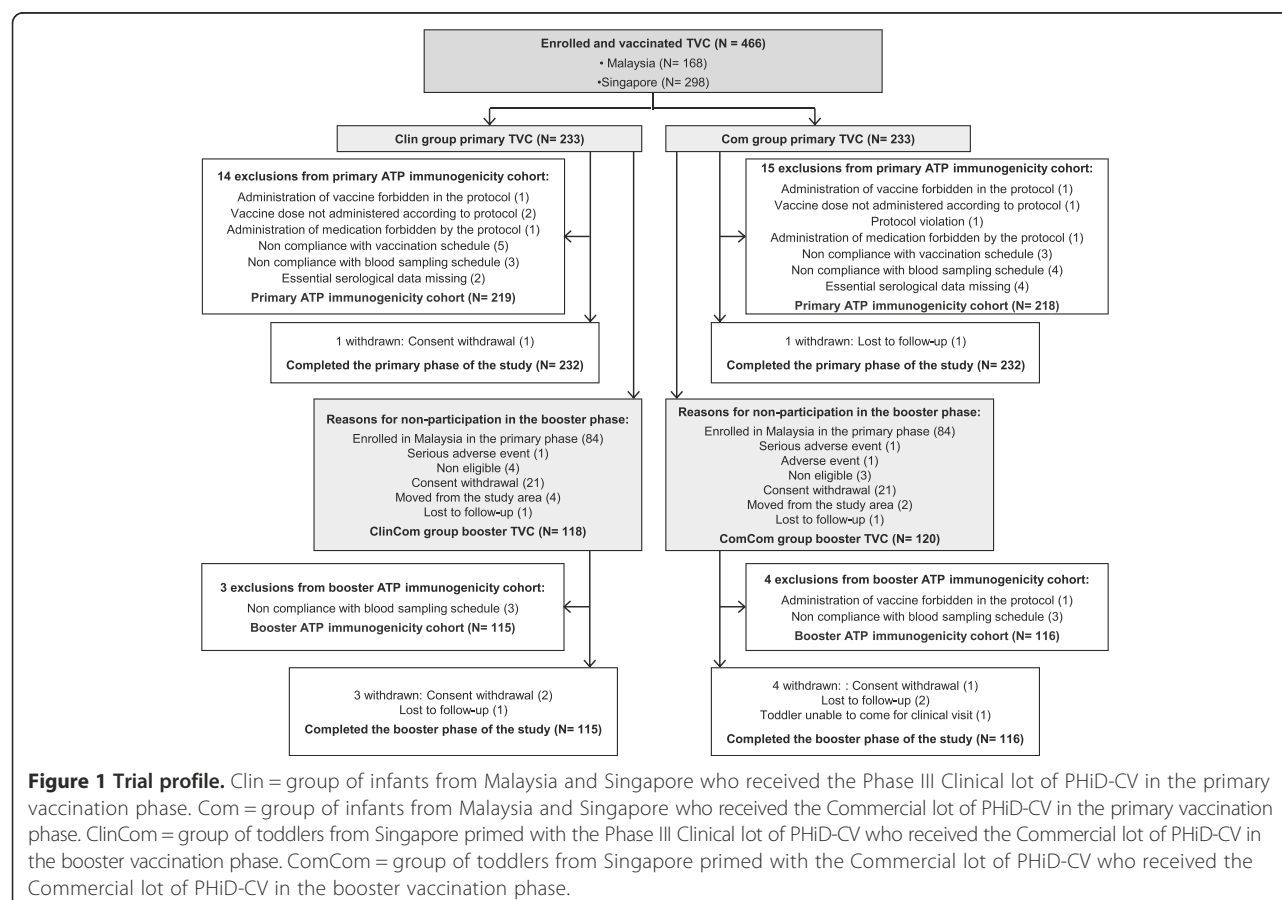 Enrolled and vaccinated TVC (N = 466)
• Malaysia (N= 168)
•Singapore (N= 298)
Clin group primary TVC (N= 233)
Com group primary TVC (N= 233)
14 exclusions from primary ATP immunogenicity cohort:
Administration of vaccine forbidden in the protocol (1)
Vaccine dose not administered according to protocol (2)
Administration of medication forbidden by the protocol (1)
Non compliance with vaccination schedule (5)
Non compliance with blood sampling schedule (3)
Essential serological data missing (2)
Primary ATP immunogenicity cohort (N= 219)
15 exclusions from primary ATP immunogenicity cohort:
Administration of vaccine forbidden in the protocol (1)
Vaccine dose not administered according to protocol (1)
Protocol violation (1)
Administration of medication forbidden by the protocol (1)
Non compliance with vaccination schedule (3)
Non compliance with blood sampling schedule (4)
Essential serological data missing (4)
Primary ATP immunogenicity cohort (N= 218)
1 withdrawn: Consent withdrawal (1)
Completed the primary phase of the study (N= 232)
1 withdrawn: Lost to follow-up (1)
Completed the primary phase of the study (N= 232)
Reasons for non-participation in the booster phase:
Enrolled in Malaysia in the primary phase (84)
Serious adverse event (1)
Non eligible (4)
Consent withdrawal (21)
Moved from the study area (4)
Lost to follow-up (1)
ClinCom group booster TVC (N= 118)
Reasons for non-participation in the booster phase:
Enrolled in Malaysia in the primary phase (84)
Serious adverse event (1)
Adverse event (1)
Non eligible (3)
Consent withdrawal (21)
Moved from the study area (2)
Lost to follow-up (1)
ComCom group booster TVC (N= 120)
3 exclusions from booster ATP immunogenicity cohort:
Non compliance with blood sampling schedule (3)
Booster ATP immunogenicity cohort (N= 115)
4 exclusions from booster ATP immunogenicity cohort:
Administration of vaccine forbidden in the protocol (1)
Non compliance with blood sampling schedule (3)
Booster ATP immunogenicity cohort (N= 116)
3 withdrawn: Consent withdrawal (2)
Lost to follow-up (1)
Completed the booster phase of the study (N= 115)
4 withdrawn: : Consent withdrawal (1)
Lost to follow-up (2)
Toddler unable to come for clinical visit (1)
Completed the booster phase of the study (N= 116)
Figure 1 Trial profile. Clin = group of infants from Malaysia and Singapore who received the Phase III Clinical lot of PHiD-CV in the primary
vaccination phase. Com = group of infants from Malaysia and Singapore who received the Commercial lot of PHiD-CV in the primary vaccination
phase. ClinCom = group of toddlers from Singapore primed with the Phase III Clinical lot of PHiD-CV who received the Commercial lot of PHiD-CV in
the booster vaccination phase. ComCom = group of toddlers from Singapore primed with the Commercial lot of PHiD-CV who received the
Commercial lot of PHiD-CV in the booster vaccination phase.